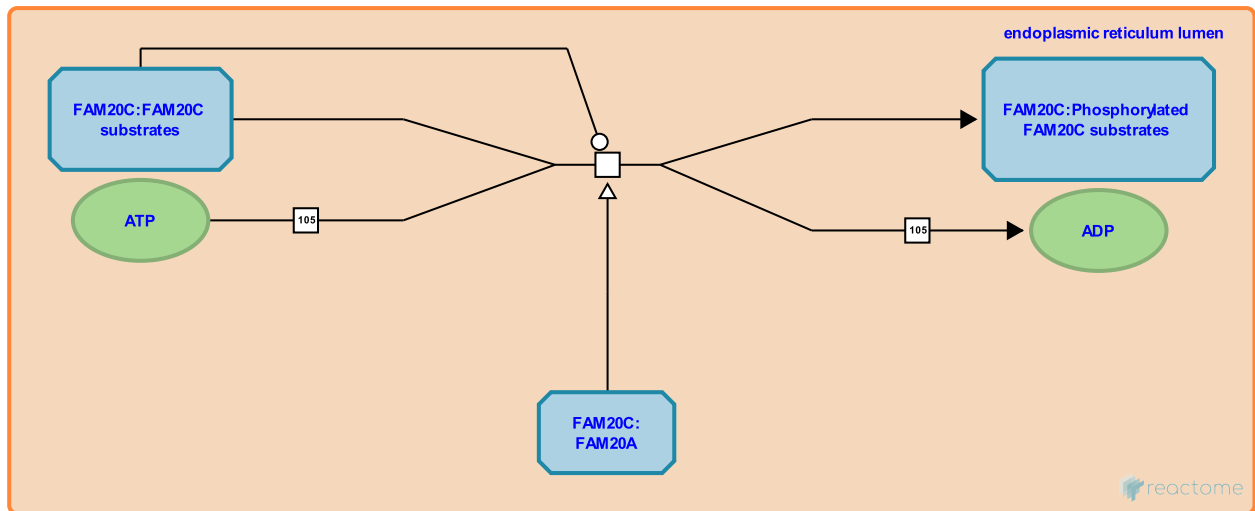 endoplasmic reticulum lumen
FAM20C:FAM20C
substrates
FAM20C:Phosphorylated
FAM20C substrates
ATP
105
105
ADP
FAM20C:
FAM20A
reactome